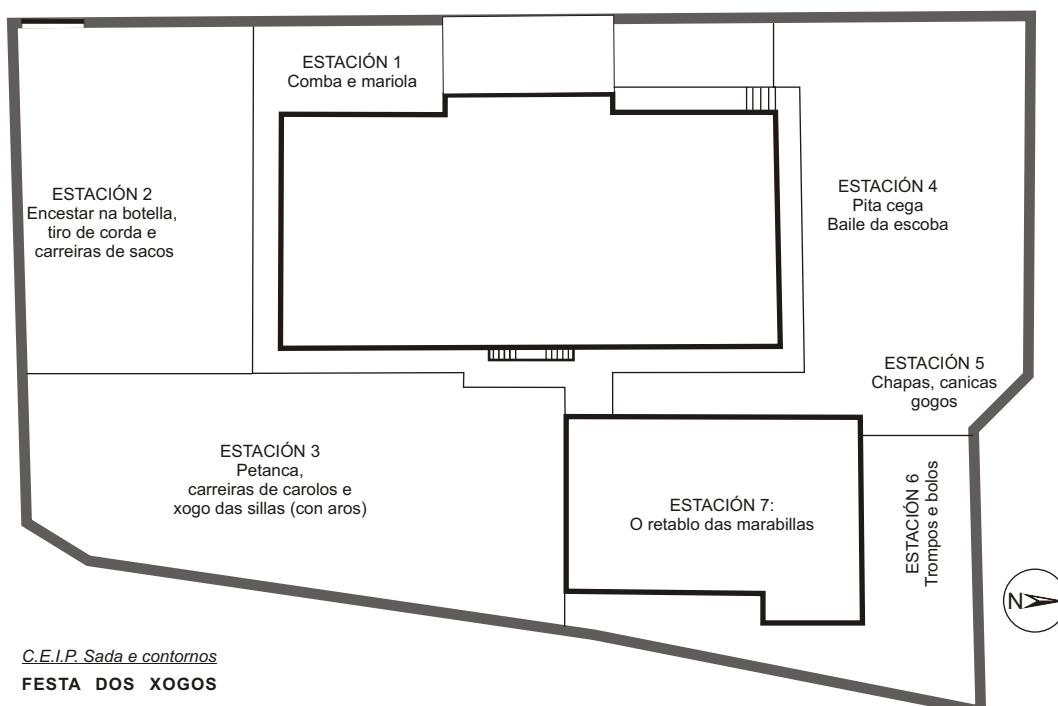 ESTACIÓN 1
Comba e mariola
ESTACIÓN 2
Encestar na botella,
tiro de corda e
carreiras de sacos
ESTACIÓN 4
Pita cega
Baile da escoba
ESTACIÓN 5
Chapas, canicas
gogos
ESTACIÓN 3
Petanca,
carreiras de carolos e
xogo das sillas (con aros)
ESTACIÓN 7:
O retablo das marabillas
ESTACIÓN 6
Trompos e bolos
N
C.E.I.P. Sada e contornos
FESTA DOS XOGOS